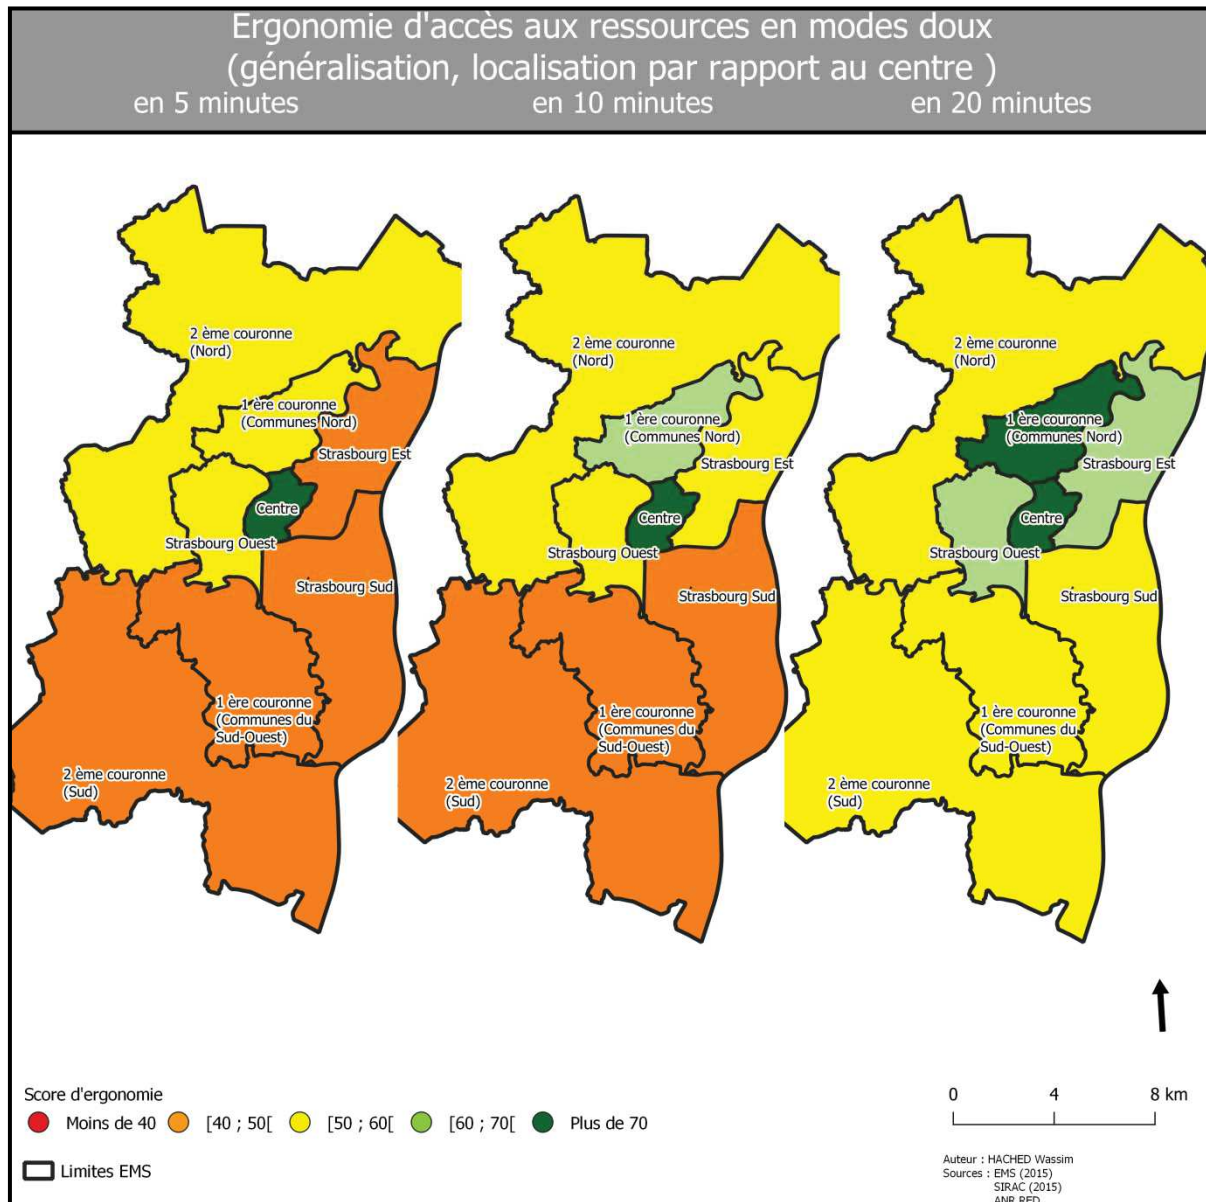 Ergonomie d'accès aux ressources en modes doux
(généralisation, localisation par rapport au centre )
en 5 minutes
en 10 minutes
en 20 minutes
2 ème couronne
(Nord)
1 ère couronne
(Communes Nord)
Strasbourg Est
Centre
Strasbourg Ouest
Strasbourg Sud
1 ère couronne
(Communes du
Sud-Ouest)
2 ème couronne
(Sud)
2 ème couronne
(Nord)
1 ère couronne
(Communes Nord)
Strasbourg Est
Centre
Strasbourg Ouest
Strasbourg Sud
1 ère couronne
(Communes du
Sud-Ouest)
2 ème couronne
(Sud)
2 ème couronne
(Nord)
1 ère couronne
(Communes Nord)
Strasbourg Est
Centre
Strasbourg Ouest
Strasbourg Sud
1 ère couronne
(Communes du
Sud-Ouest)
2 ème couronne
(Sud)
Score d'ergonomie
Moins de 40
[40 ; 50[
[50 ; 60[
[60 ; 70[
Plus de 70
Limites EMS
0 4 8 km
Auteur : HACHED Wassim
Sources : EMS (2015)
SIRAC (2015)
ANR RED